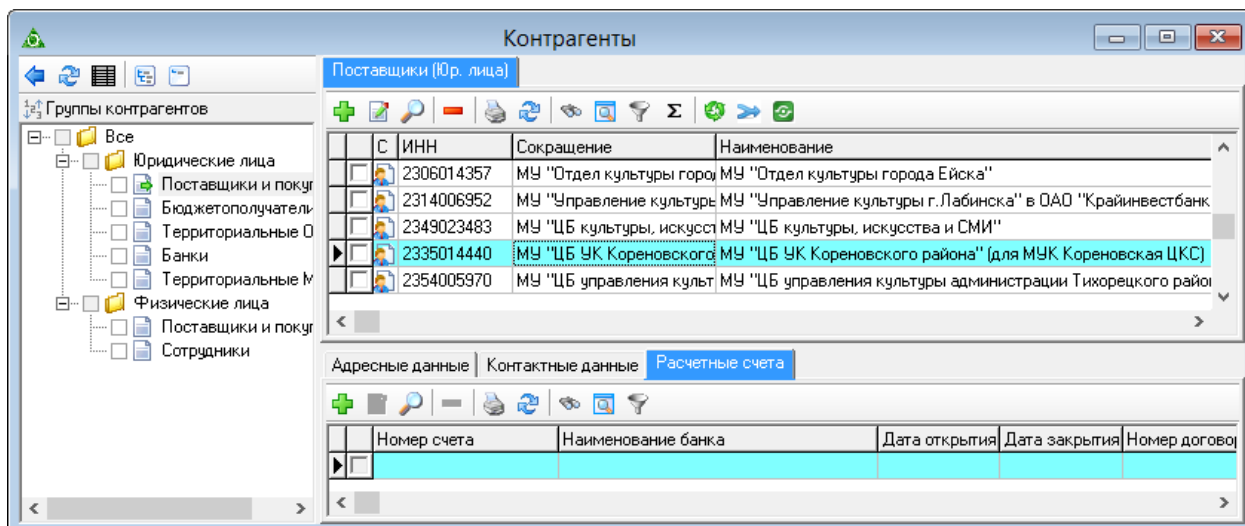 Контрагенты
Группы контрагентов
Все
Юридические лица
Поставщики и покуп
Бюджетополучатели
Территориальные О
Банки
Территориальные М
Физические лица
Поставщики и покуп
Сотрудники
Поставщики (Юр. лица)
С ИНН Сокращение Наименование
2306014357 МУ "Отдел культуры горо МУ "Отдел культуры города Ейска"
2314006952 МУ "Управление культурь МУ "Управление культуры г.Лабинска" в ОАО "Крайинвестбанк
2349023483 МУ "ЦБ культуры, искусст МУ "ЦБ культуры, искусства и СМИ"
2335014440 МУ "ЦБ УК Кореновского МУ "ЦБ УК Кореновского района" (для МУК Кореновская ЦКС)
2354005970 МУ "ЦБ управления культ МУ "ЦБ управления культуры администрации Тихорецкого райо
Адресные данные Контактные данные Расчетные счета
Номер счета Наименование банка Дата открытия Дата закрытия Номер догово